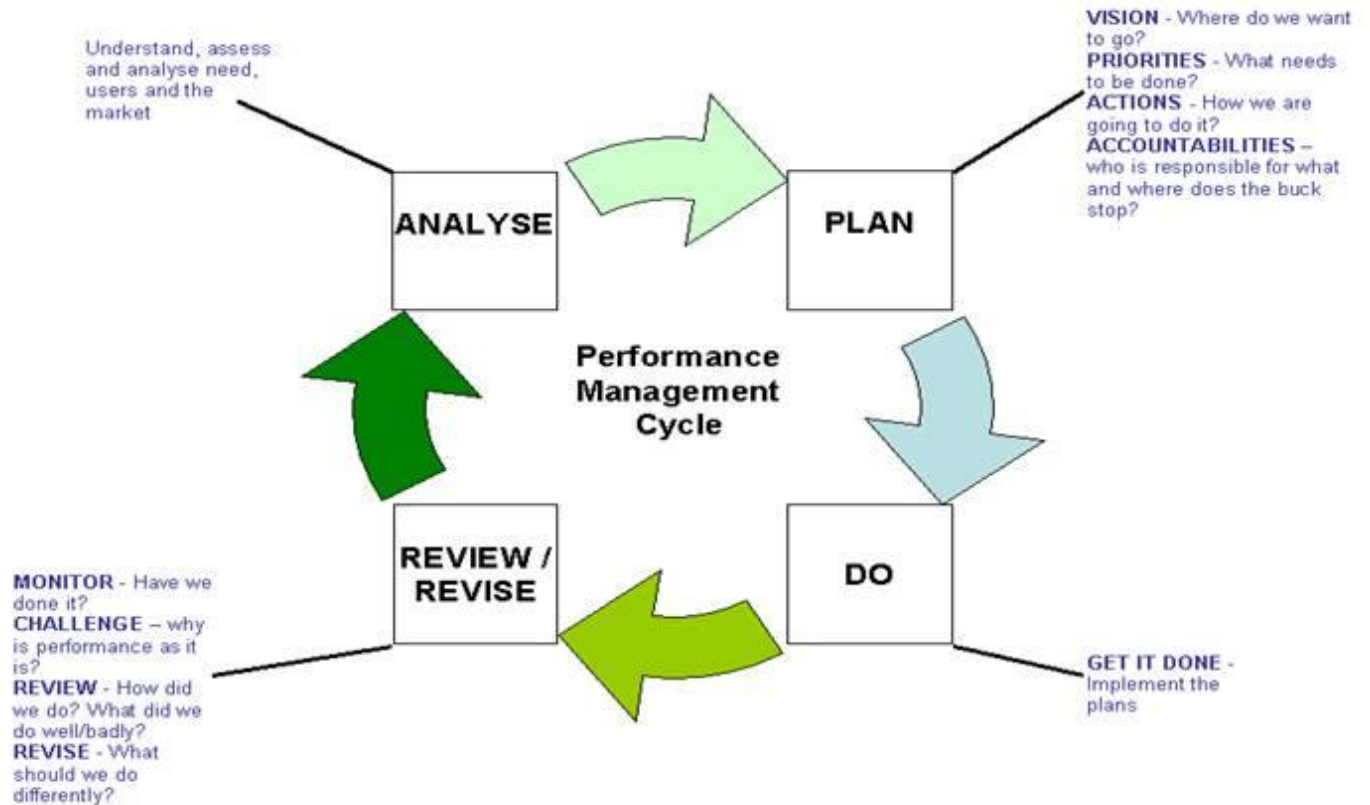 Understand, assess
and analyse need,
users and the
market
VISION - Where do we want
to go?
PRIORITIES - What needs
to be done?
ACTIONS - How we are
going to do it?
ACCOUNTABILITIES –
who is responsible for what
and where does the buck
stop?
ANALYSE
PLAN
Performance
Management
Cycle
REVIEW /
REVISE
DO
MONITOR - Have we
done it?
CHALLENGE – why
is performance as it
is?
REVIEW - How did
we do? What did we
do well/badly?
REVISE - What
should we do
differently?
GET IT DONE -
Implement the
plans